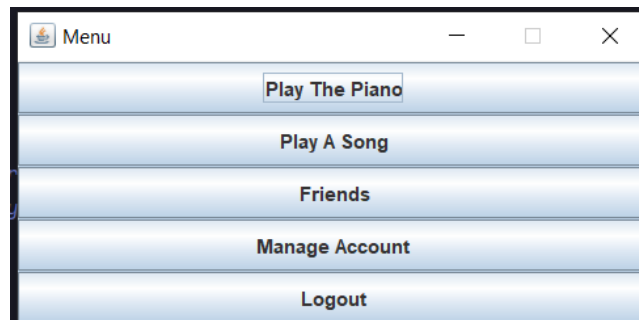 Menu
Play The Piano
Play A Song
Friends
Manage Account
Logout